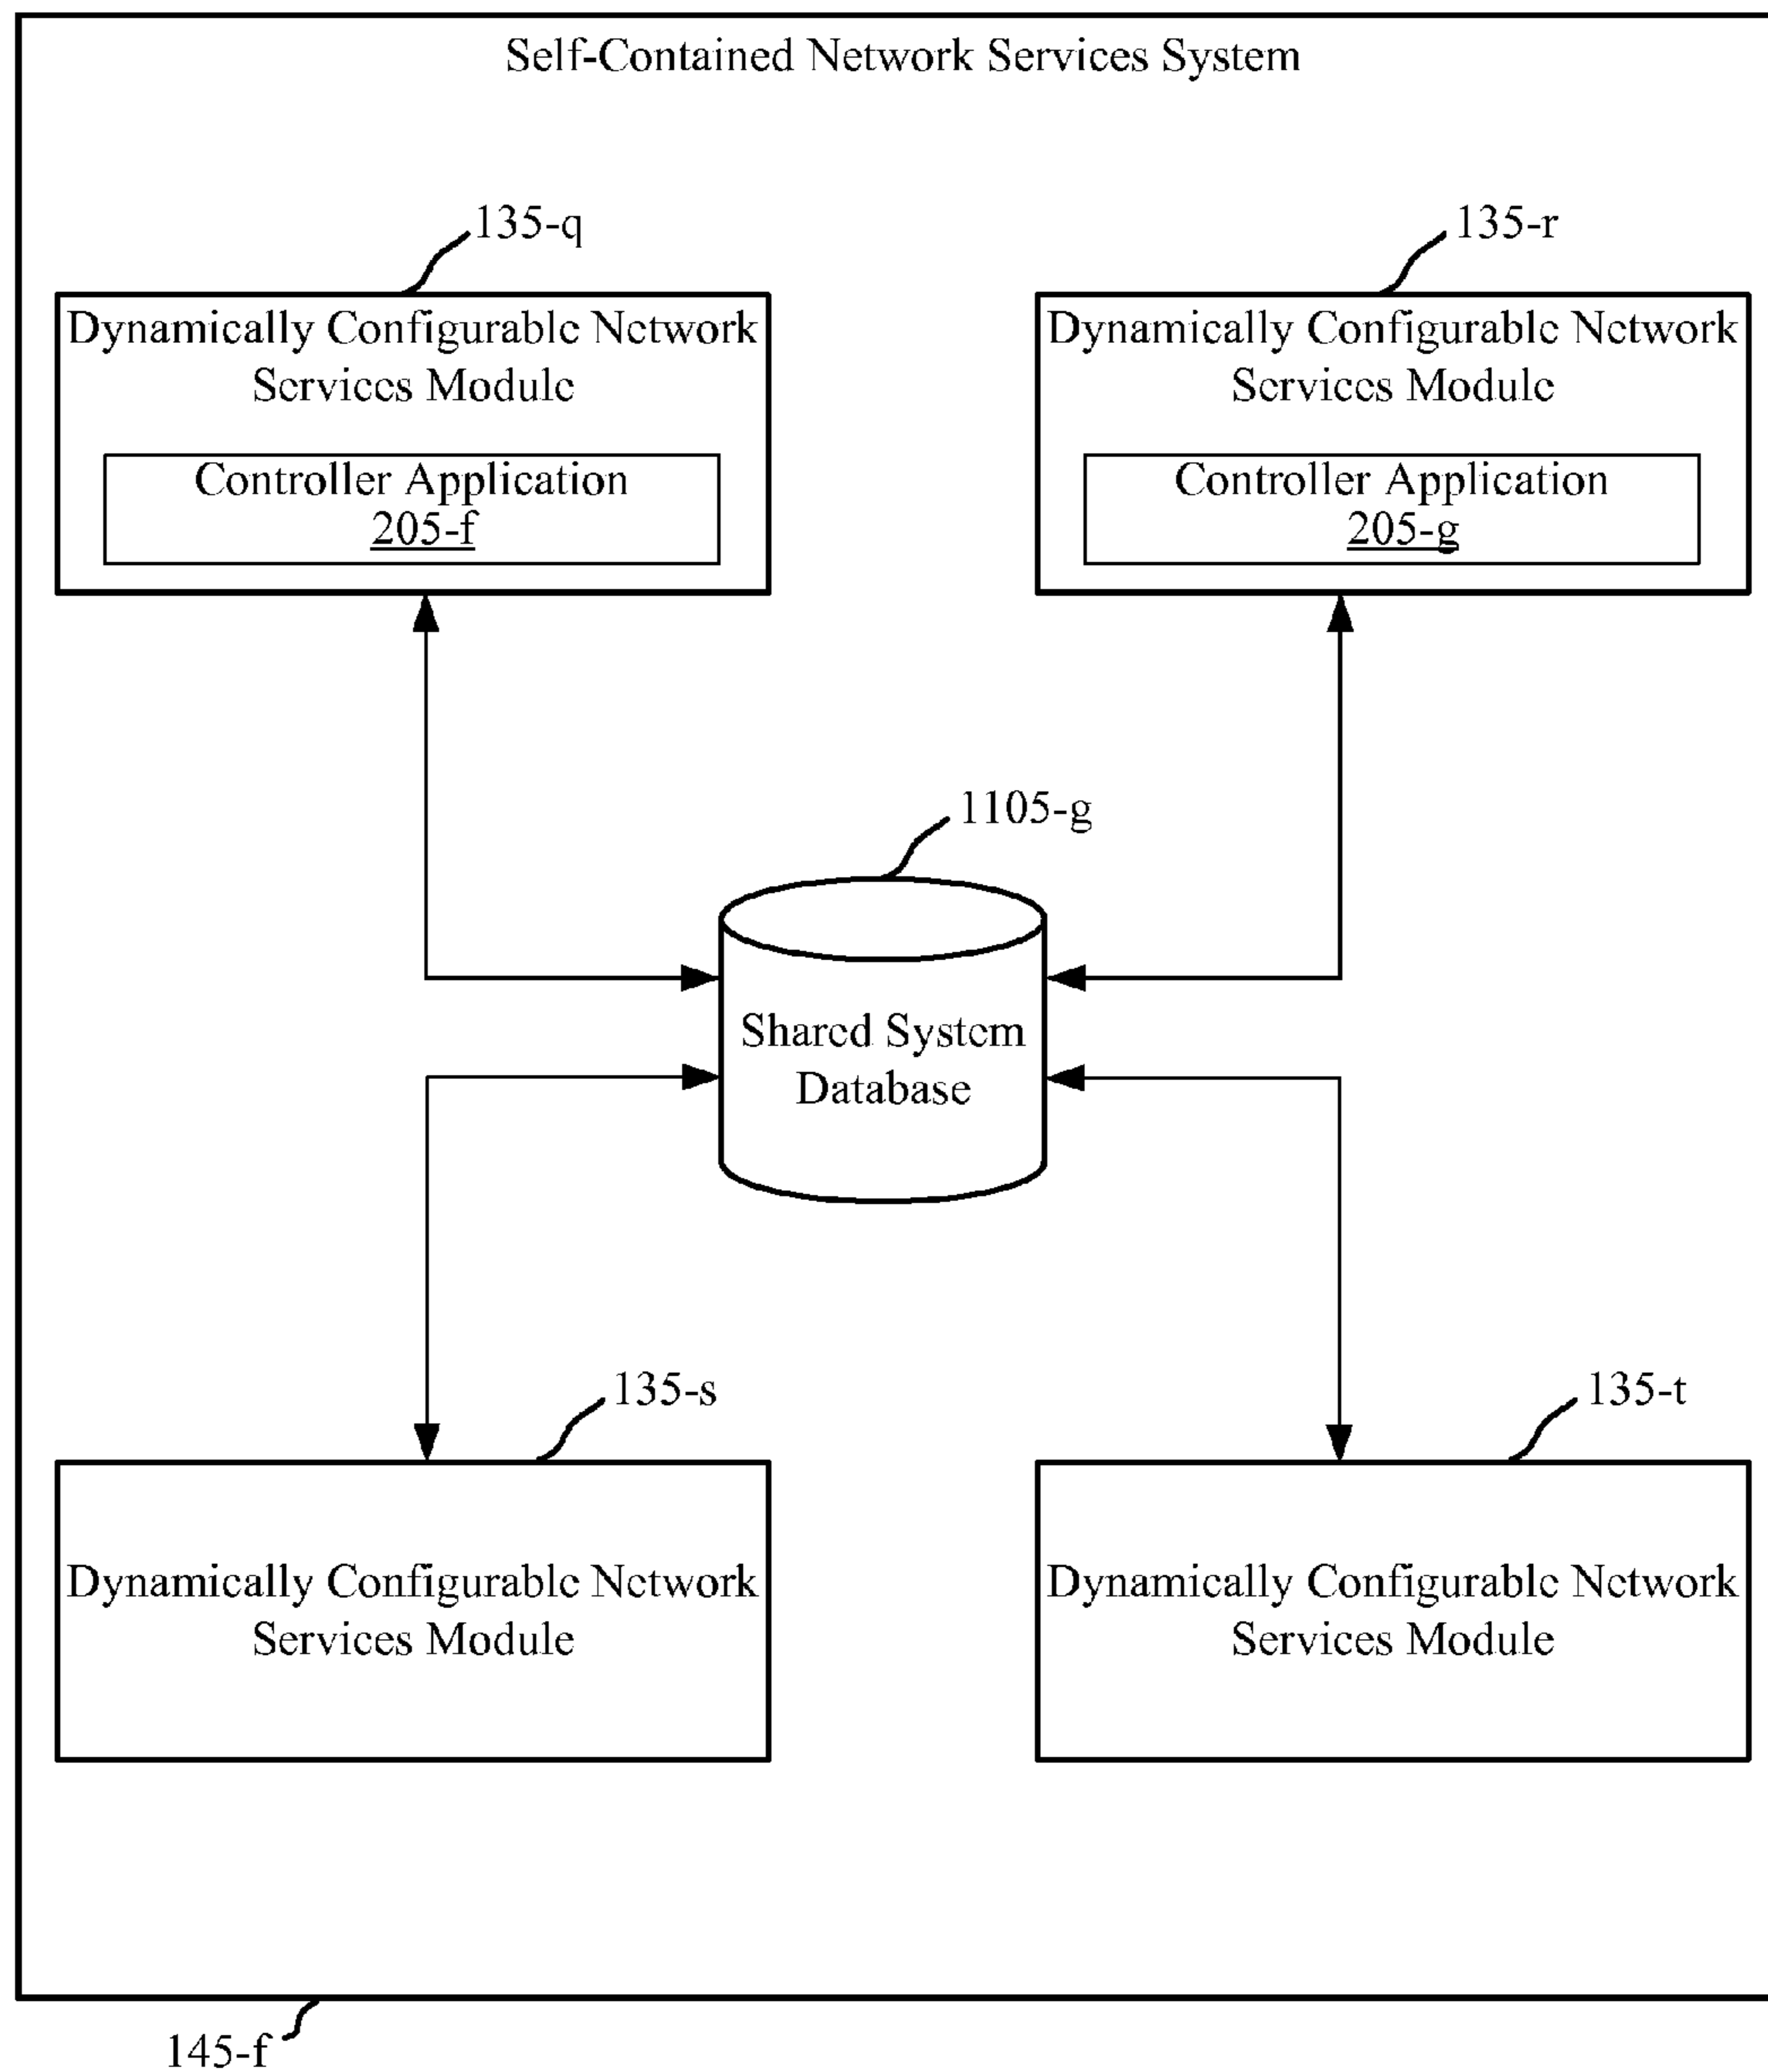 Self-Contained Network Services System
135-q
135-r
Dynamically Configurable Network
Services Module
Controller Application
205-f
Dynamically Configurable Network
Services Module
Controller Application
205-g
1105-g
Shared System
Database
135-s
135-t
Dynamically Configurable Network
Services Module
Dynamically Configurable Network
Services Module
145-f